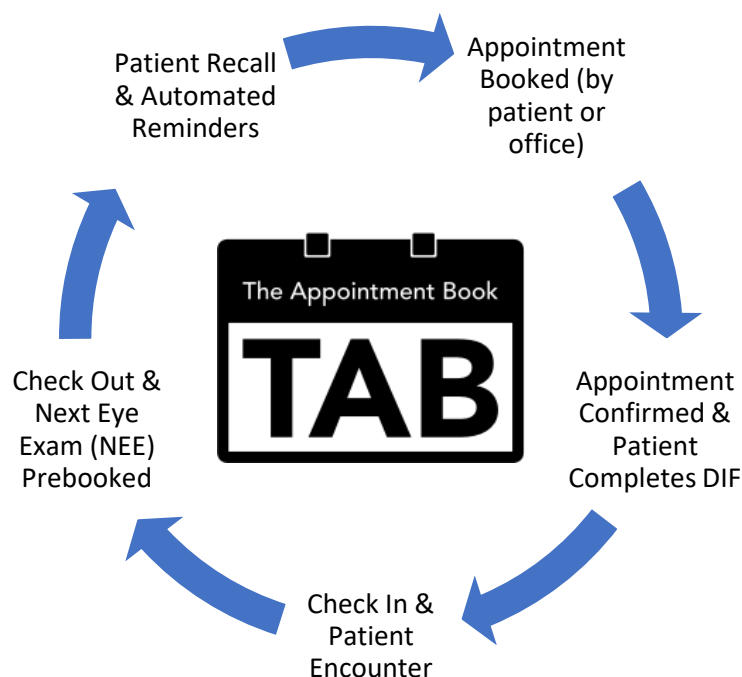 Patient Recall
& Automated
Reminders
Appointment
Booked (by
patient or
office)
The Appointment Book
TAB
Appointment
Confirmed &
Patient
Completes DIF
Check In &
Patient
Encounter
Check Out &
Next Eye
Exam (NEE)
Prebooked